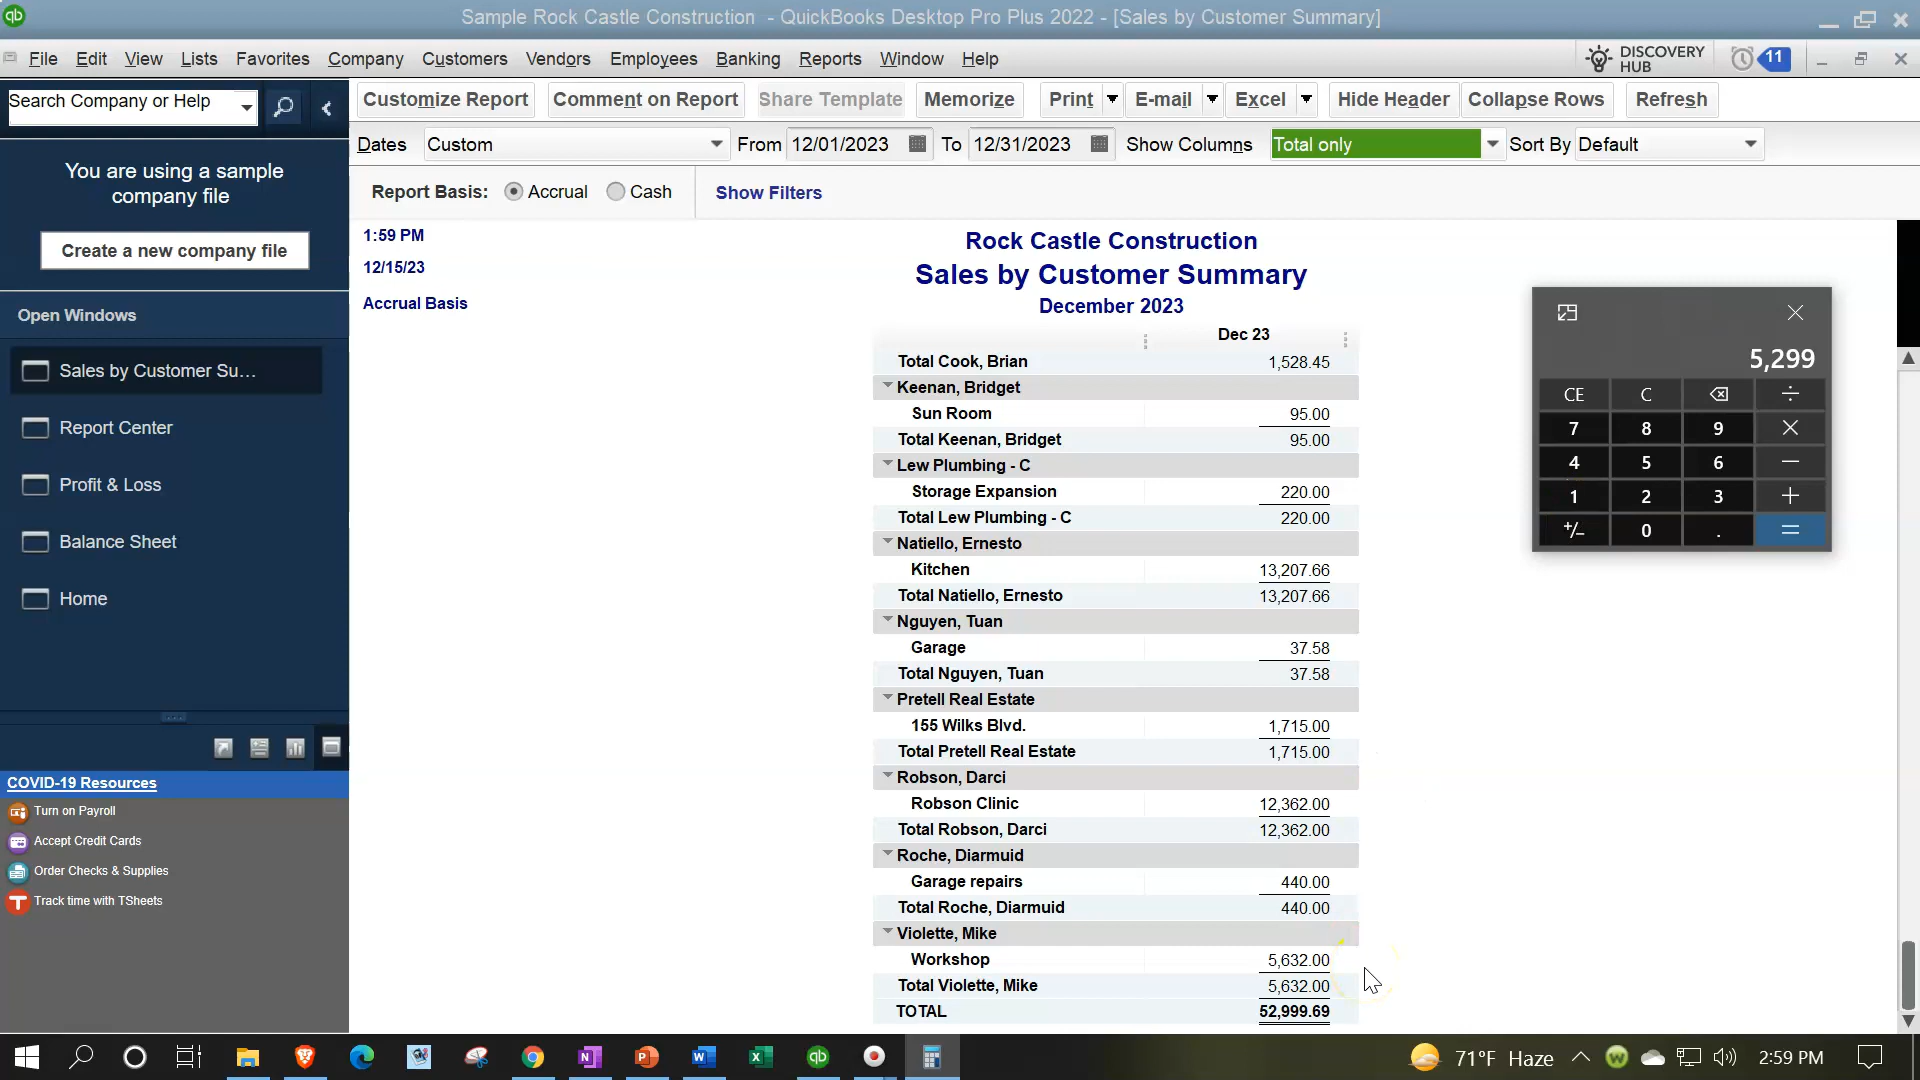 Sample Rock Castle Construction - QuickBooks Desktop Pro Plus 2022 - [Sales by Customer Summary]
File Edit View Lists Favorites Company Customers Vendors Employees Banking Reports Window Help
DISCOVERY HUB
11
Search Company or Help
Customize Report Comment on Report Share Template Memorize Print E-mail Excel Hide Header Collapse Rows Refresh
Dates Custom From 12/01/2023 To 12/31/2023 Show Columns Total only Sort By Default
Report Basis: Accrual Cash Show Filters
You are using a sample
company file
Create a new company file
Open Windows
Sales by Customer Su…
Report Center
Profit & Loss
Balance Sheet
Home
COVID-19 Resources
Turn on Payroll
Accept Credit Cards
Order Checks & Supplies
Track time with TSheets
1:59 PM
12/15/23
Accrual Basis
Rock Castle Construction
Sales by Customer Summary
December 2023
Dec 23
Total Cook, Brian 1,528.45
Keenan, Bridget
Sun Room 95.00
Total Keenan, Bridget 95.00
Lew Plumbing - C
Storage Expansion 220.00
Total Lew Plumbing - C 220.00
Natiello, Ernesto
Kitchen 13,207.66
Total Natiello, Ernesto 13,207.66
Nguyen, Tuan
Garage 37.58
Total Nguyen, Tuan 37.58
Pretell Real Estate
155 Wilks Blvd. 1,715.00
Total Pretell Real Estate 1,715.00
Robson, Darci
Robson Clinic 12,362.00
Total Robson, Darci 12,362.00
Roche, Diarmuid
Garage repairs 440.00
Total Roche, Diarmuid 440.00
Violette, Mike
Workshop 5,632.00
Total Violette, Mike 5,632.00
TOTAL 52,999.69
5,299
CE C ⌫ ÷
7 8 9 ×
4 5 6 −
1 2 3 +
+/− 0 . =
71°F Haze 2:59 PM